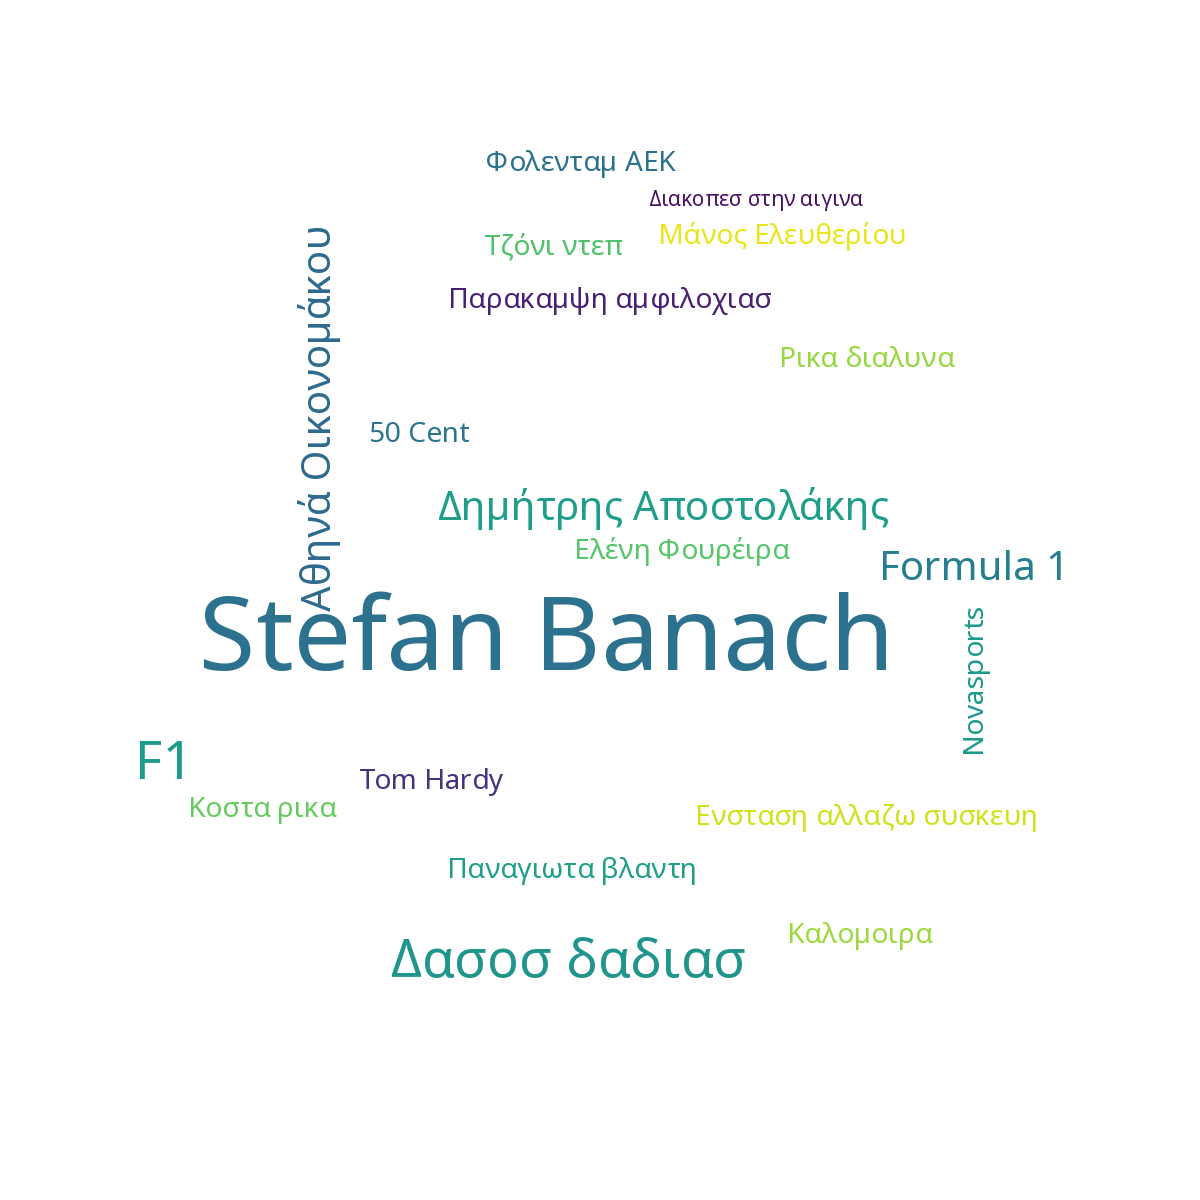 Φολενταμ ΑΕΚ
Διακοπεσ στην αιγινα
Μάνος Ελευθερίου
Τζόνι ντεπ
Παρακαμψη αμφιλοχιασ
Ρικα διαλυνα
Αθηνά Οικονομάκου
50 Cent
Δημήτρης Αποστολάκης
Ελένη Φουρέιρα
Formula 1
Stefan Banach
Novasports
F1
Tom Hardy
Κοστα ρικα
Ενσταση αλλαζω συσκευη
Παναγιωτα βλαντη
Καλομοιρα
Δασοσ δαδιασ